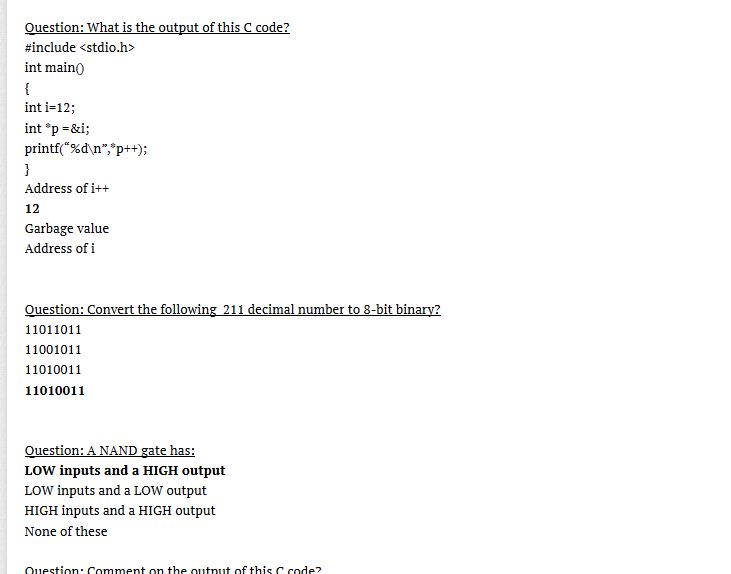 Question: What is the output of this C code?
#include <stdio.h>
int main()
{
int i=12;
int *p =&i;
printf(“%d\n”,*p++);
}
Address of i++
12
Garbage value
Address of i
Question: Convert the following  211 decimal number to 8-bit binary?
11011011
11001011
11010011
11010011
Question: A NAND gate has:
LOW inputs and a HIGH output
LOW inputs and a LOW output
HIGH inputs and a HIGH output
None of these
Question: Comment on the output of this C code?